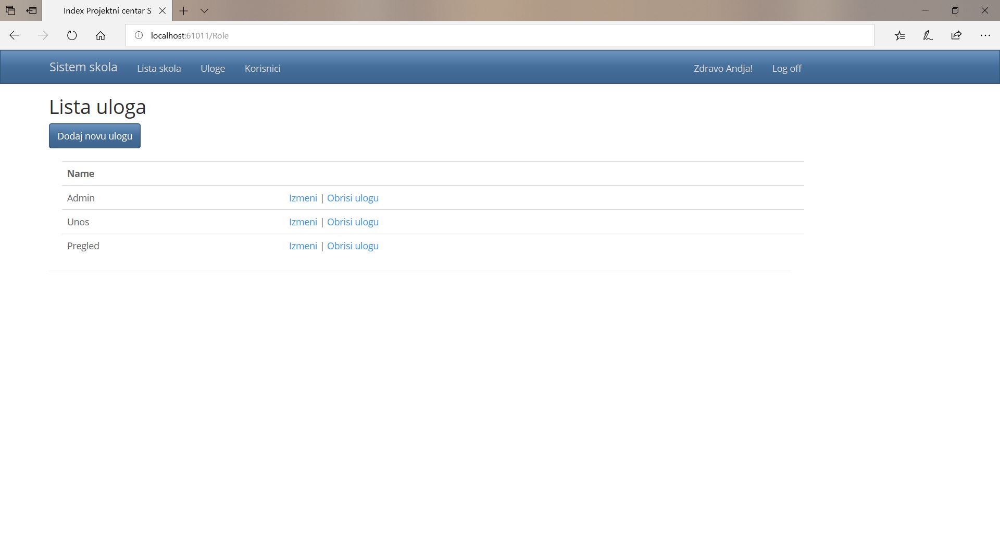 Index Projektni centar S
localhost:61011/Role
Sistem skola Lista skola Uloge Korisnici Zdravo Andja! Log off
Lista uloga
Dodaj novu ulogu
Name
Admin Izmeni | Obrisi ulogu
Unos Izmeni | Obrisi ulogu
Pregled Izmeni | Obrisi ulogu